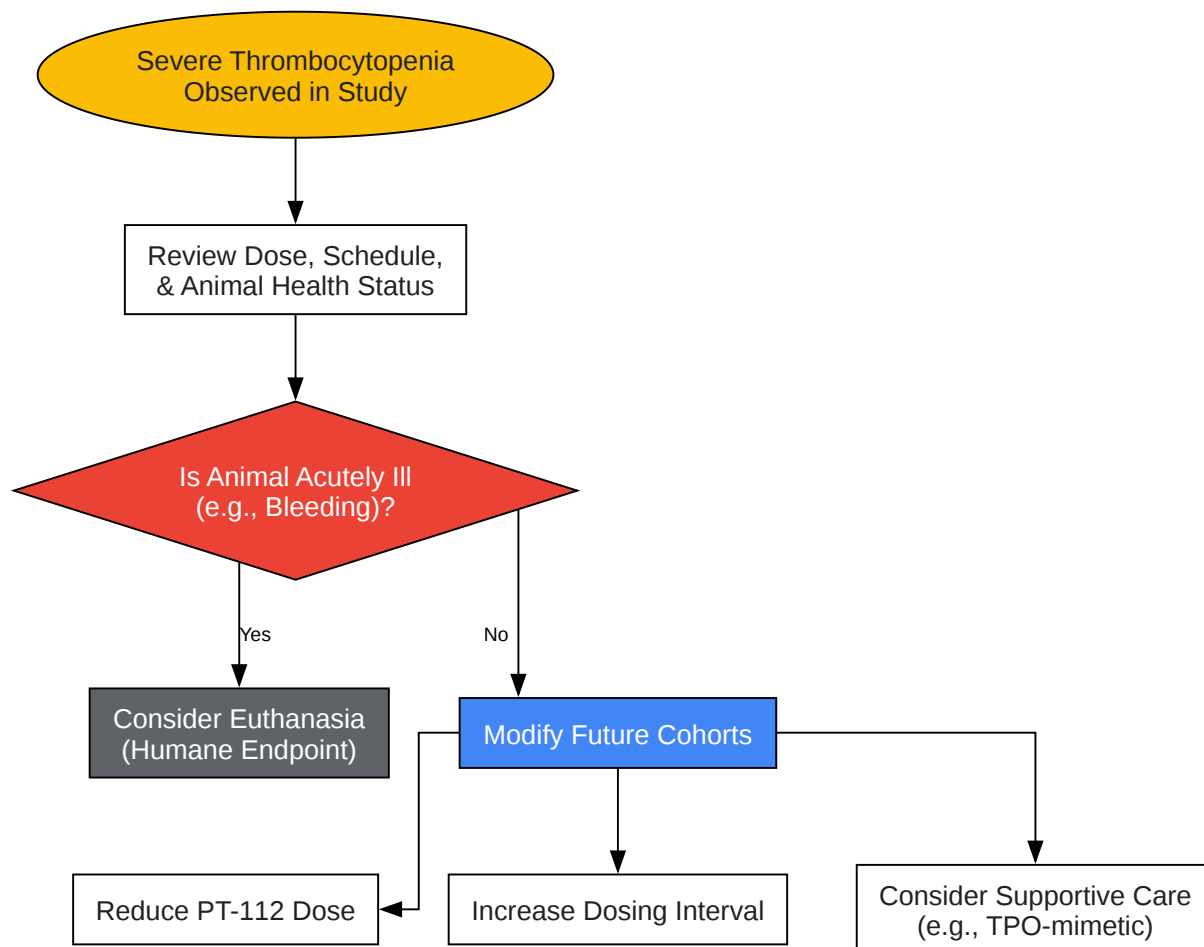 Severe Thrombocytopenia
Observed in Study
Review Dose, Schedule,
& Animal Health Status
Is Animal Acutely Ill
(e.g., Bleeding)?
Yes
No
Consider Euthanasia
(Humane Endpoint)
Modify Future Cohorts
Reduce PT-112 Dose
Increase Dosing Interval
Consider Supportive Care
(e.g., TPO-mimetic)